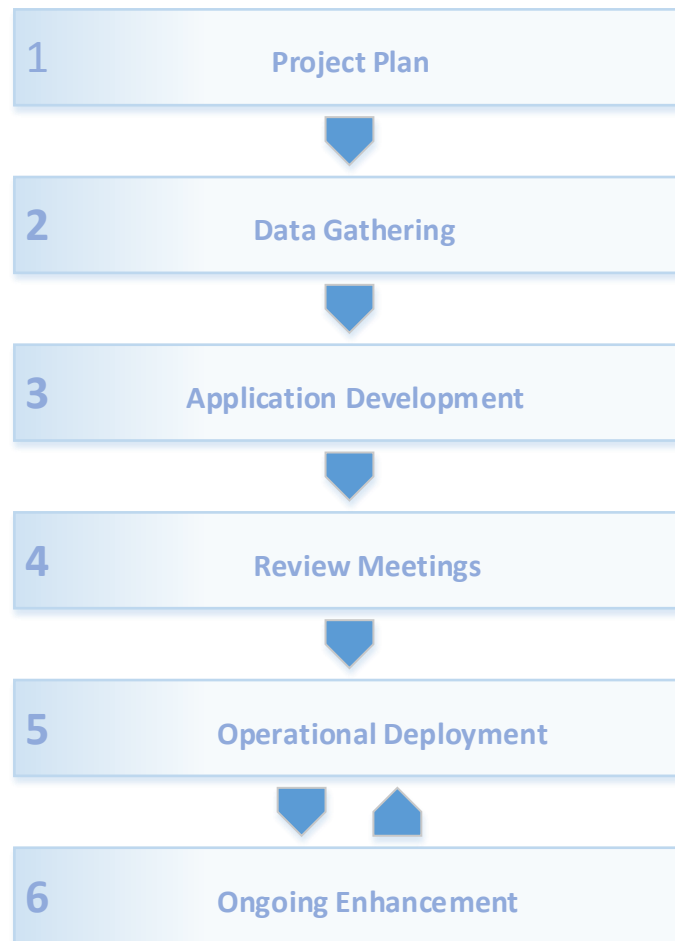 1 Project Plan
2 Data Gathering
3 Application Development
4 Review Meetings
5 Operational Deployment
6 Ongoing Enhancement